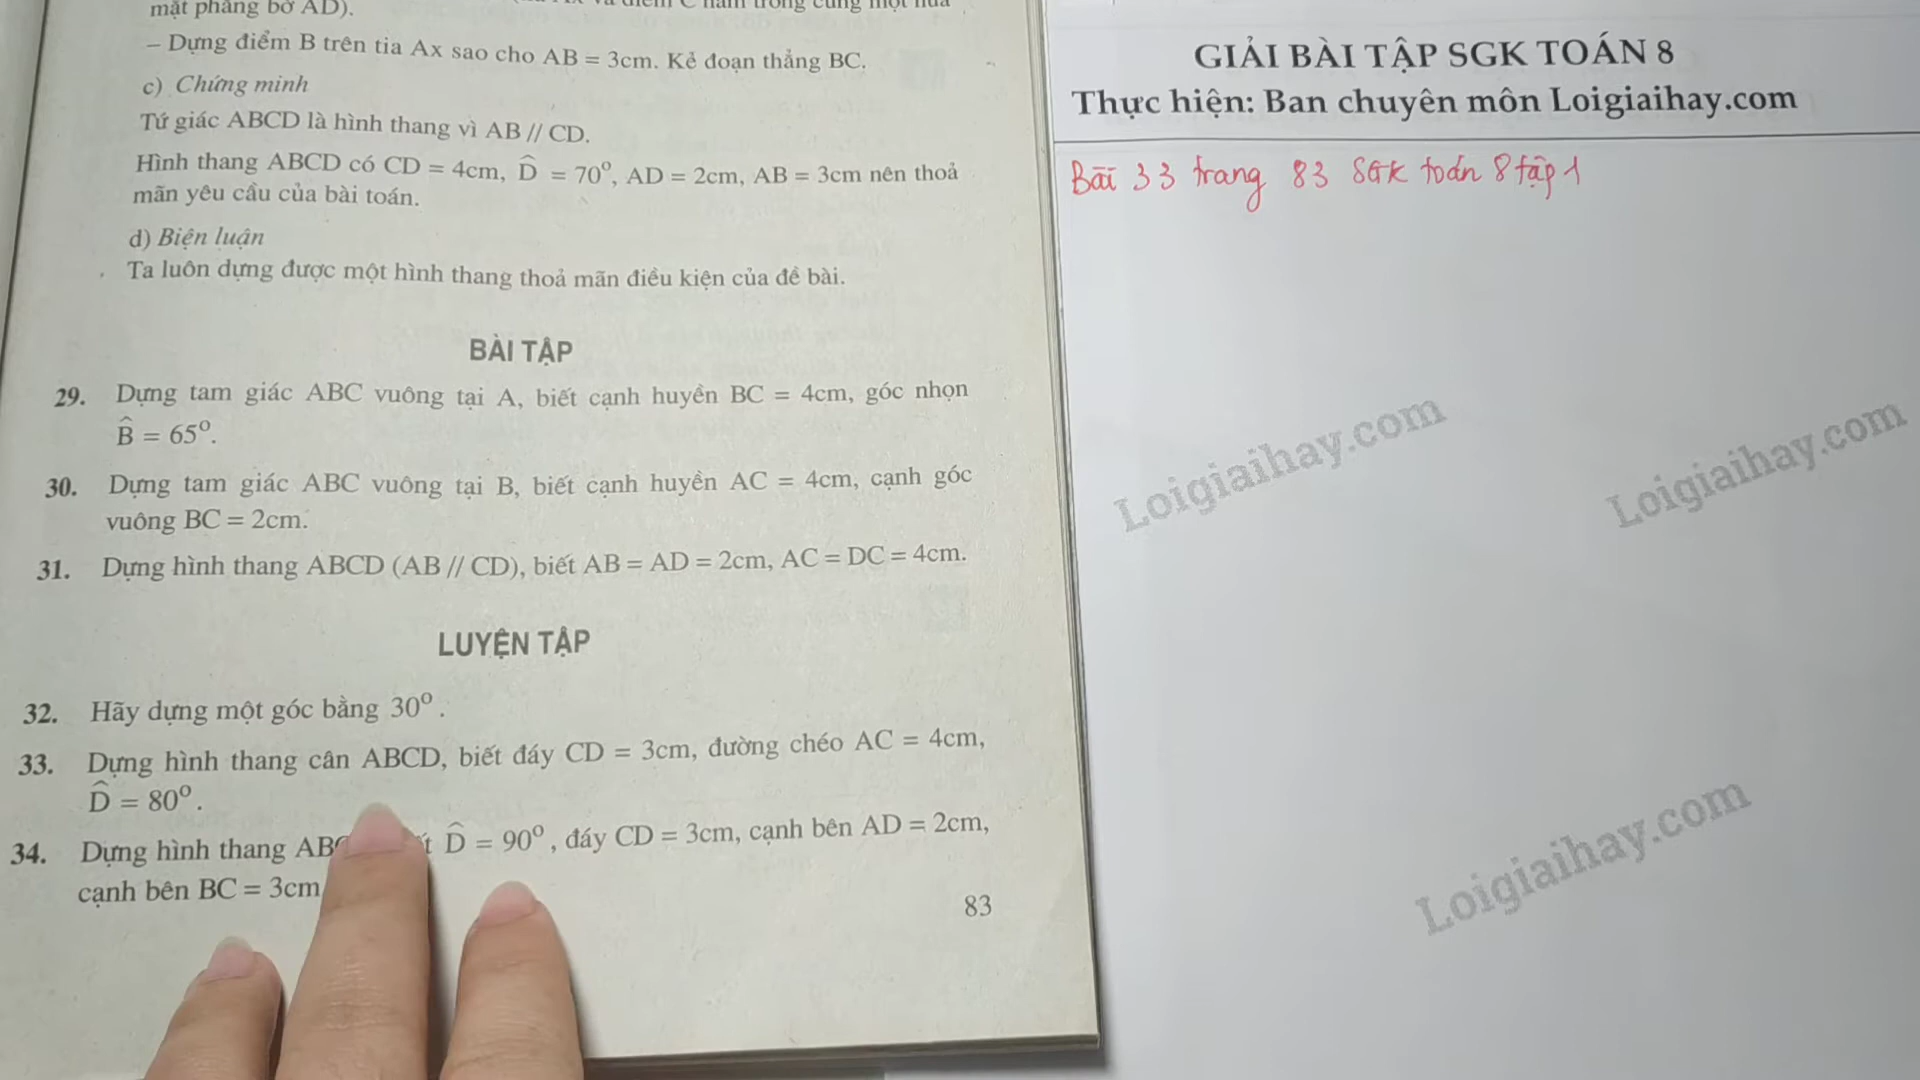 mặt phẳng bờ AD).
– Dựng điểm B trên tia Ax sao cho AB = 3cm. Kẻ đoạn thẳng BC.
c) Chứng minh
Tứ giác ABCD là hình thang vì AB // CD.
Hình thang ABCD có CD = 4cm, D̂ = 70°, AD = 2cm, AB = 3cm nên thoả
mãn yêu cầu của bài toán.
d) Biện luận
Ta luôn dựng được một hình thang thoả mãn điều kiện của đề bài.
BÀI TẬP
29. Dựng tam giác ABC vuông tại A, biết cạnh huyền BC = 4cm, góc nhọn
B̂ = 65°.
30. Dựng tam giác ABC vuông tại B, biết cạnh huyền AC = 4cm, cạnh góc
vuông BC = 2cm.
31. Dựng hình thang ABCD (AB // CD), biết AB = AD = 2cm, AC = DC = 4cm.
LUYỆN TẬP
32. Hãy dựng một góc bằng 30°.
33. Dựng hình thang cân ABCD, biết đáy CD = 3cm, đường chéo AC = 4cm,
D̂ = 80°.
34. Dựng hình thang D̂ = 90°, đáy CD = 3cm, cạnh bên AD = 2cm,
cạnh bên BC = 3cm
83
GIẢI BÀI TẬP SGK TOÁN 8
Thực hiện: Ban chuyên môn Loigiaihay.com
Bài 33 trang 83 SGK toán 8 tập 1
Loigiaihay.com
Loigiaihay.com
Loigiaihay.com